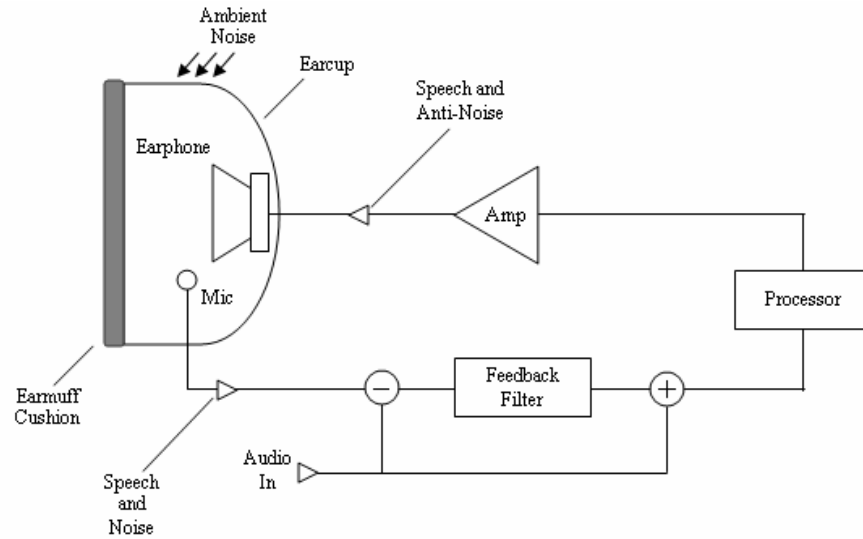 Ambient
Noise
Earcup
Speech and
Anti-Noise
Earphone
Amp
Mic
Processor
Earmuff
Cushion
−
Feedback
Filter
+
Audio
In
Speech
and
Noise